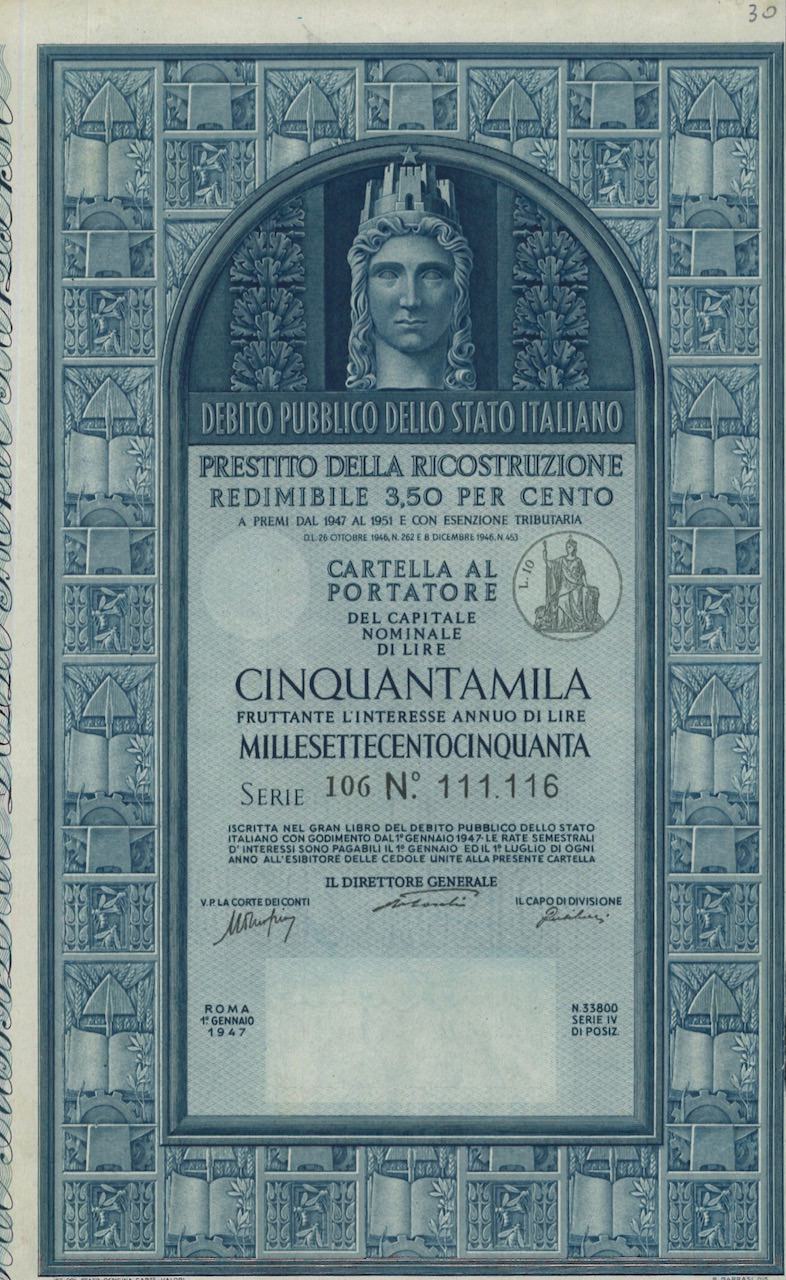 30
DEBITO PUBBLICO DELLO STATO ITALIANO
PRESTITO DELLA RICOSTRUZIONE
REDIMIBILE 3,50 PER CENTO
A PREMI DAL 1947 AL 1951 E CON ESENZIONE TRIBUTARIA
D.L. 26 OTTOBRE 1946, N. 262 E 8 DICEMBRE 1946, N. 453
L. 10
CARTELLA AL
PORTATORE
DEL CAPITALE
NOMINALE
DI LIRE
CINQUANTAMILA
FRUTTANTE L'INTERESSE ANNUO DI LIRE
MILLESETTECENTOCINQUANTA
SERIE 106 Nº. 111.116
ISCRITTA NEL GRAN LIBRO DEL DEBITO PUBBLICO DELLO STATO
ITALIANO CON GODIMENTO DAL 1º GENNAIO 1947 · LE RATE SEMESTRALI
D'INTERESSI SONO PAGABILI IL 1º GENNAIO ED IL 1º LUGLIO DI OGNI
ANNO ALL'ESIBITORE DELLE CEDOLE UNITE ALLA PRESENTE CARTELLA
IL DIRETTORE GENERALE
V.P. LA CORTE DEI CONTI
IL CAPO DI DIVISIONE
ROMA
1º GENNAIO
1947
N. 33800
SERIE IV
DI POSIZ.